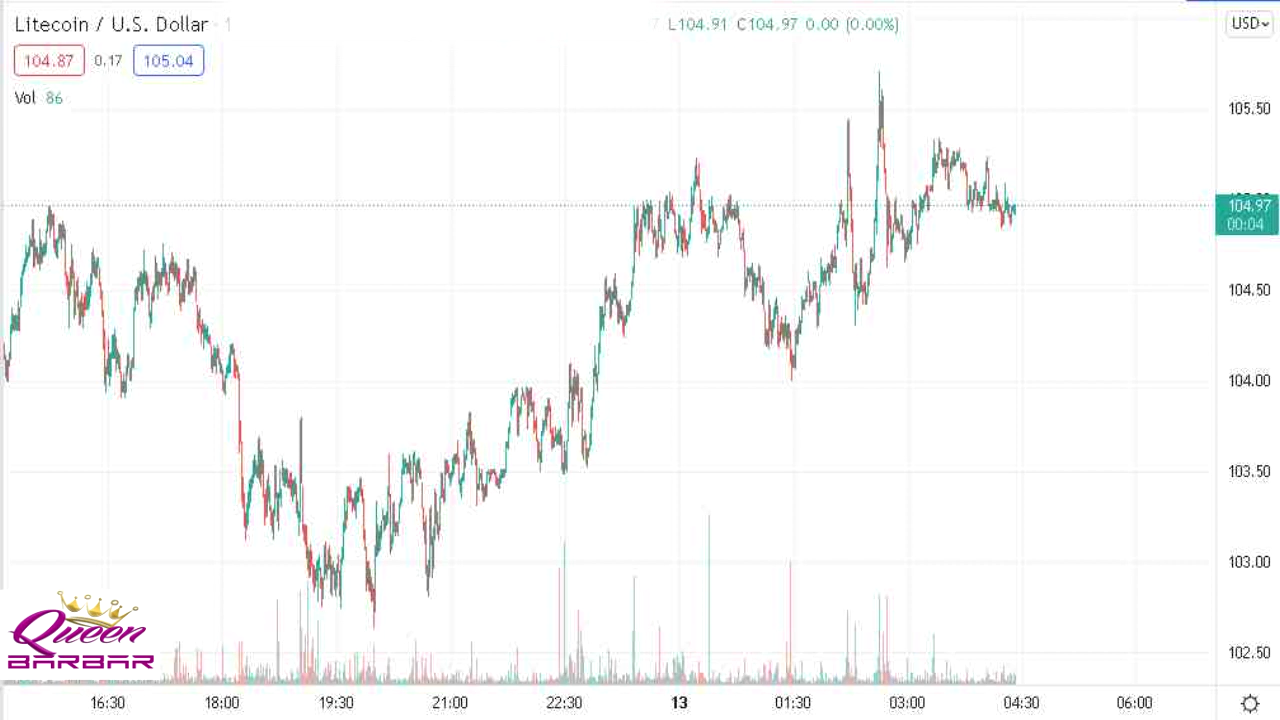 Litecoin / U.S. Dollar · 1
L104.91 C104.97 0.00 (0.00%)
USD
104.87 0.17 105.04
Vol 86
105.50
104.97
00:04
104.50
104.00
103.50
103.00
102.50
Queen
BARBAR
16:30 18:00 19:30 21:00 22:30 13 01:30 03:00 04:30 06:00